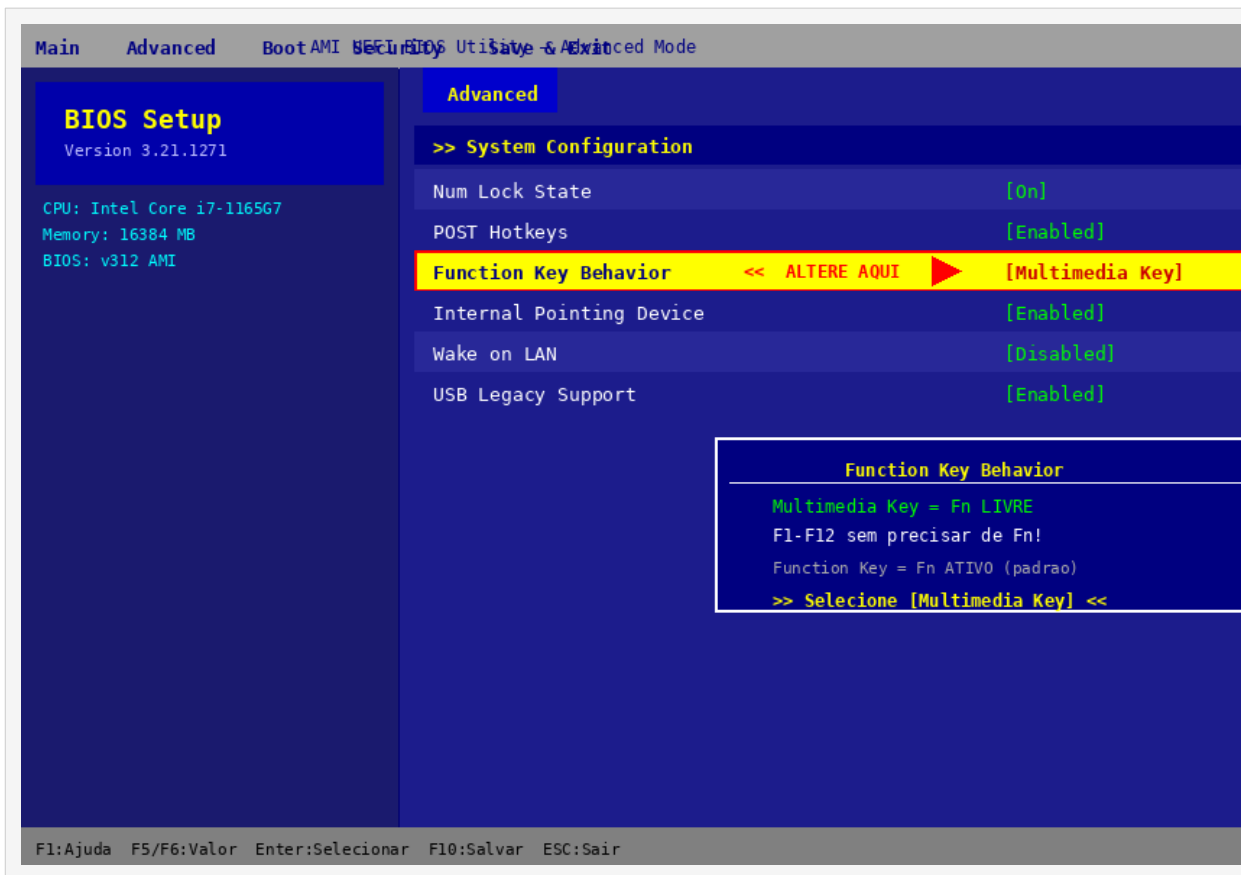 Main Advanced Boot Security Save & Exit
AMI UEFI BIOS Utility - Advanced Mode
Advanced
BIOS Setup
Version 3.21.1271
CPU: Intel Core i7-1165G7
Memory: 16384 MB
BIOS: v312 AMI
>> System Configuration
Num Lock State [On]
POST Hotkeys [Enabled]
Function Key Behavior << ALTERE AQUI [Multimedia Key]
Internal Pointing Device [Enabled]
Wake on LAN [Disabled]
USB Legacy Support [Enabled]
Function Key Behavior
Multimedia Key = Fn LIVRE
F1-F12 sem precisar de Fn!
Function Key = Fn ATIVO (padrao)
>> Selecione [Multimedia Key] <<
F1:Ajuda F5/F6:Valor Enter:Selecionar F10:Salvar ESC:Sair